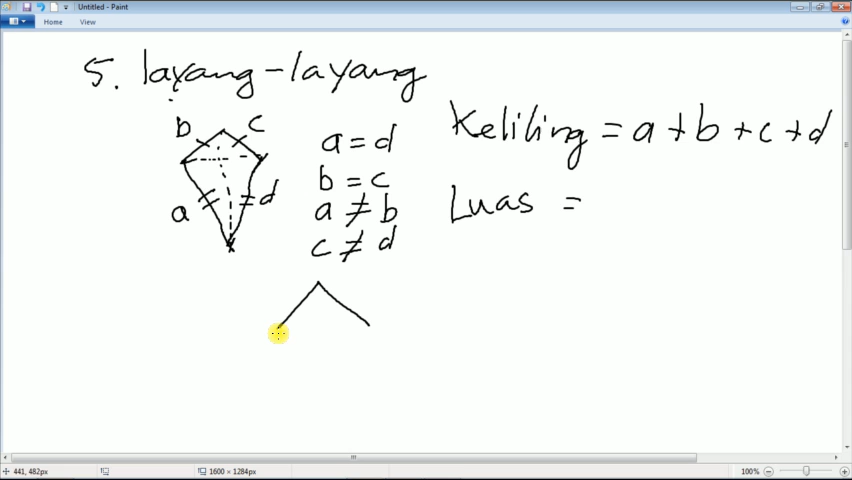 Untitled - Paint
Home View
5. layang-layang
b c
a d
a = d
b = c
a ≠ b
c ≠ d
Keliling = a + b + c + d
Luas =
441, 482px
1600 × 1284px
100%